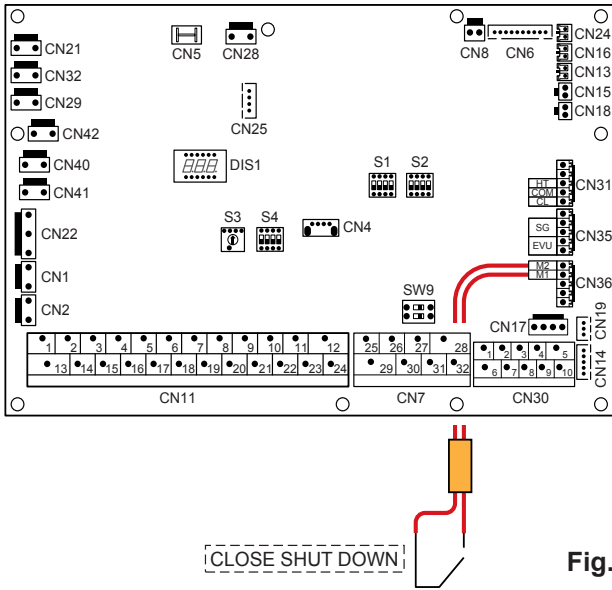 CN21
CN5
CN28
CN8
CN6
CN24
CN16
CN13
CN15
CN18
CN32
CN29
CN25
CN42
CN40
CN41
DIS1
S1
S2
S3
S4
CN4
CN22
CN1
CN2
HT
COM
CL
CN31
SG
EVU
CN35
M2
M1
CN36
SW9
CN17
CN19
CN14
1 2 3 4 5 6 7 8 9 10 11 12
13 14 15 16 17 18 19 20 21 22 23 24
CN11
25 26 27 28
29 30 31 32
CN7
1 2 3 4 5
6 7 8 9 10
CN30
CLOSE SHUT DOWN
Fig.